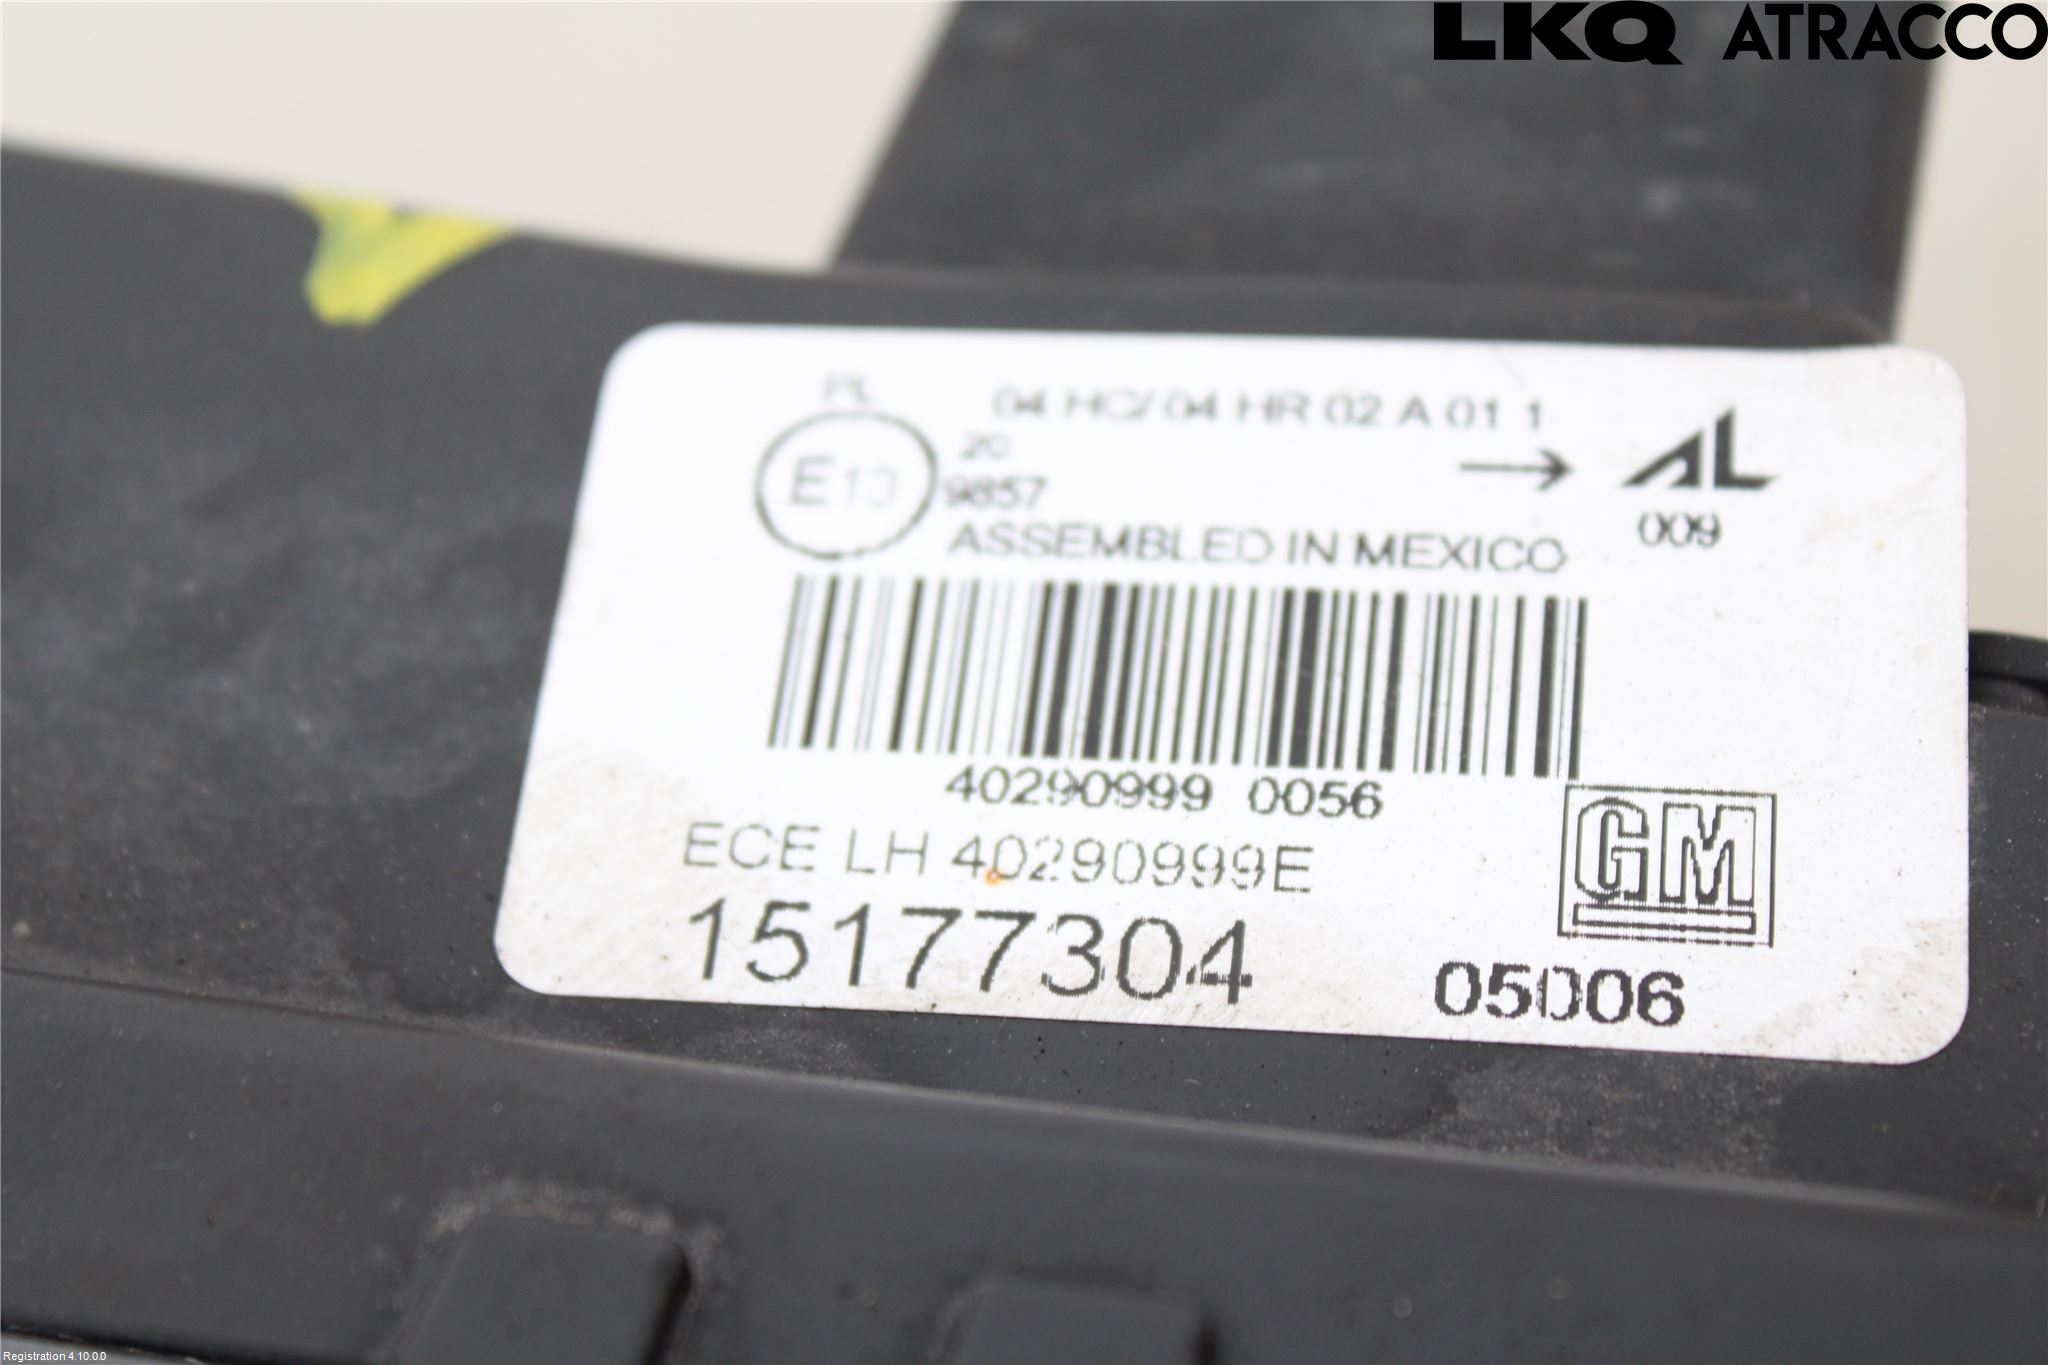 LKQ ATRACCO
PL 04 HC/ 04 HR 02 A 01 1
20
E13 9857
→ AL
009
ASSEMBLED IN MEXICO
40290999 0056
ECE LH 40290999E
GM
15177304
05006
Registration 4.10.0.0